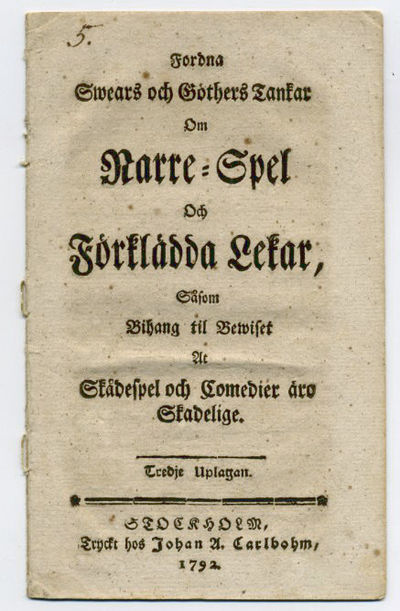 5.
Fordna
Swears och Göthers Tankar
Om
Narre-Spel
Och
Förklädda Lekar,
Såsom
Bihang til Bewiset
At
Skådespel och Comedier äro
Skadelige.
Tredje Uplagan.
STOCKHOLM,
Tryckt hos Johan A. Carlbohm,
1792.